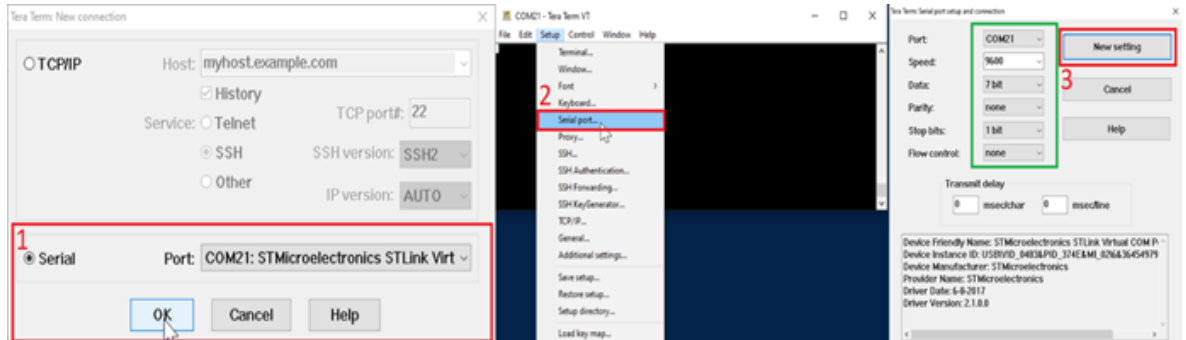 Tera Term: New connection
TCP/IP
Host: myhost.example.com
History
Service: Telnet
TCP port#: 22
SSH
SSH version: SSH2
Other
IP version: AUTO
1
Serial
Port: COM21: STMicroelectronics STLink Virt
OK Cancel Help
COM21 - Tera Term VT
File Edit Setup Control Window Help
Terminal...
Window...
Font
2
Keyboard...
Serial port...
Proxy...
SSH...
SSH Authentication...
SSH Forwarding...
SSH KeyGenerator...
TCP/IP...
General...
Additional settings...
Save setup...
Restore setup...
Setup directory...
Load key map...
Tera Term: Serial port setup and connection
Port: COM21
New setting
Speed: 9600
3
Data: 7 bit
Cancel
Parity: none
Stop bits: 1 bit
Help
Flow control: none
Transmit delay
0 msec/char 0 msec/line
Device Friendly Name: STMicroelectronics STLink Virtual COM P
Device Instance ID: USB\VID_0483&PID_374E&MI_02\6&36454979
Device Manufacturer: STMicroelectronics
Provider Name: STMicroelectronics
Driver Date: 6-8-2017
Driver Version: 2.1.0.0